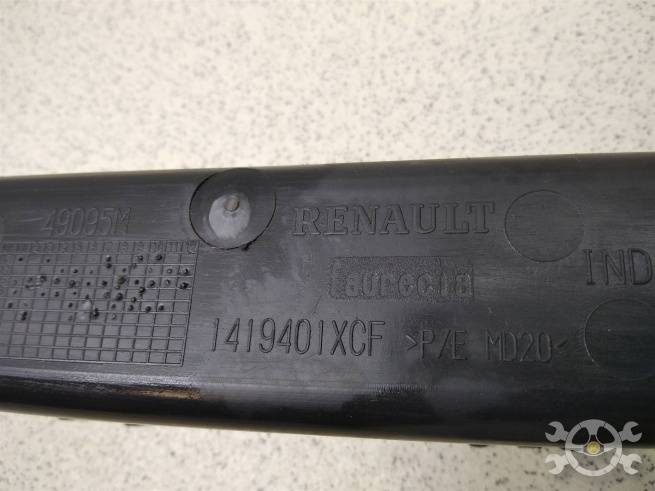 49095M
RENAULT
faurecia
IND
1419401XCF >P/E MD20<